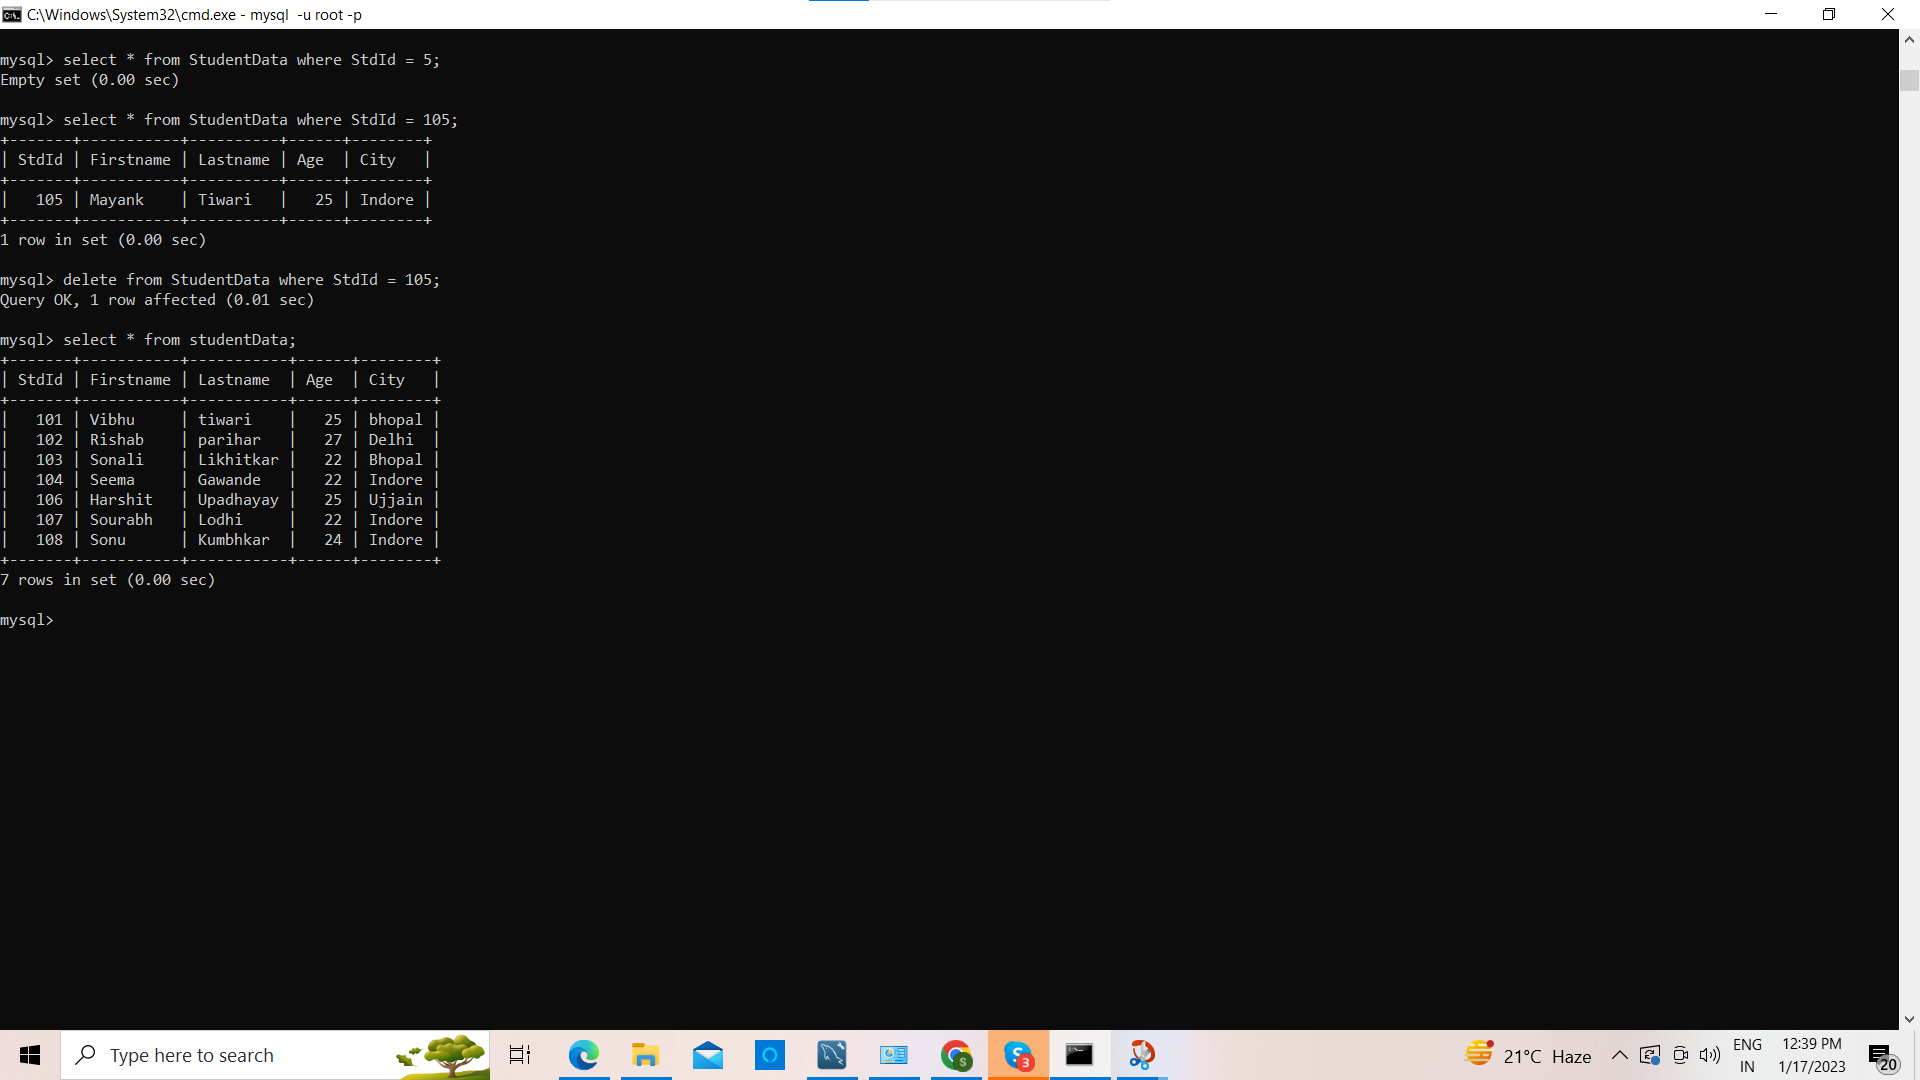 C:\Windows\System32\cmd.exe - mysql  -u root -p
mysql> select * from StudentData where StdId = 5;
Empty set (0.00 sec)
mysql> select * from StudentData where StdId = 105;
+-------+-----------+----------+------+--------+
| StdId | Firstname | Lastname | Age  | City   |
+-------+-----------+----------+------+--------+
|   105 | Mayank    | Tiwari   |   25 | Indore |
+-------+-----------+----------+------+--------+
1 row in set (0.00 sec)
mysql> delete from StudentData where StdId = 105;
Query OK, 1 row affected (0.01 sec)
mysql> select * from studentData;
+-------+-----------+-----------+------+--------+
| StdId | Firstname | Lastname  | Age  | City   |
+-------+-----------+-----------+------+--------+
|   101 | Vibhu     | tiwari    |   25 | bhopal |
|   102 | Rishab    | parihar   |   27 | Delhi  |
|   103 | Sonali    | Likhitkar |   22 | Bhopal |
|   104 | Seema     | Gawande   |   22 | Indore |
|   106 | Harshit   | Upadhayay |   25 | Ujjain |
|   107 | Sourabh   | Lodhi     |   22 | Indore |
|   108 | Sonu      | Kumbhkar  |   24 | Indore |
+-------+-----------+-----------+------+--------+
7 rows in set (0.00 sec)
mysql>
Type here to search
S
3
21°C Haze
ENG
IN
12:39 PM
1/17/2023
20